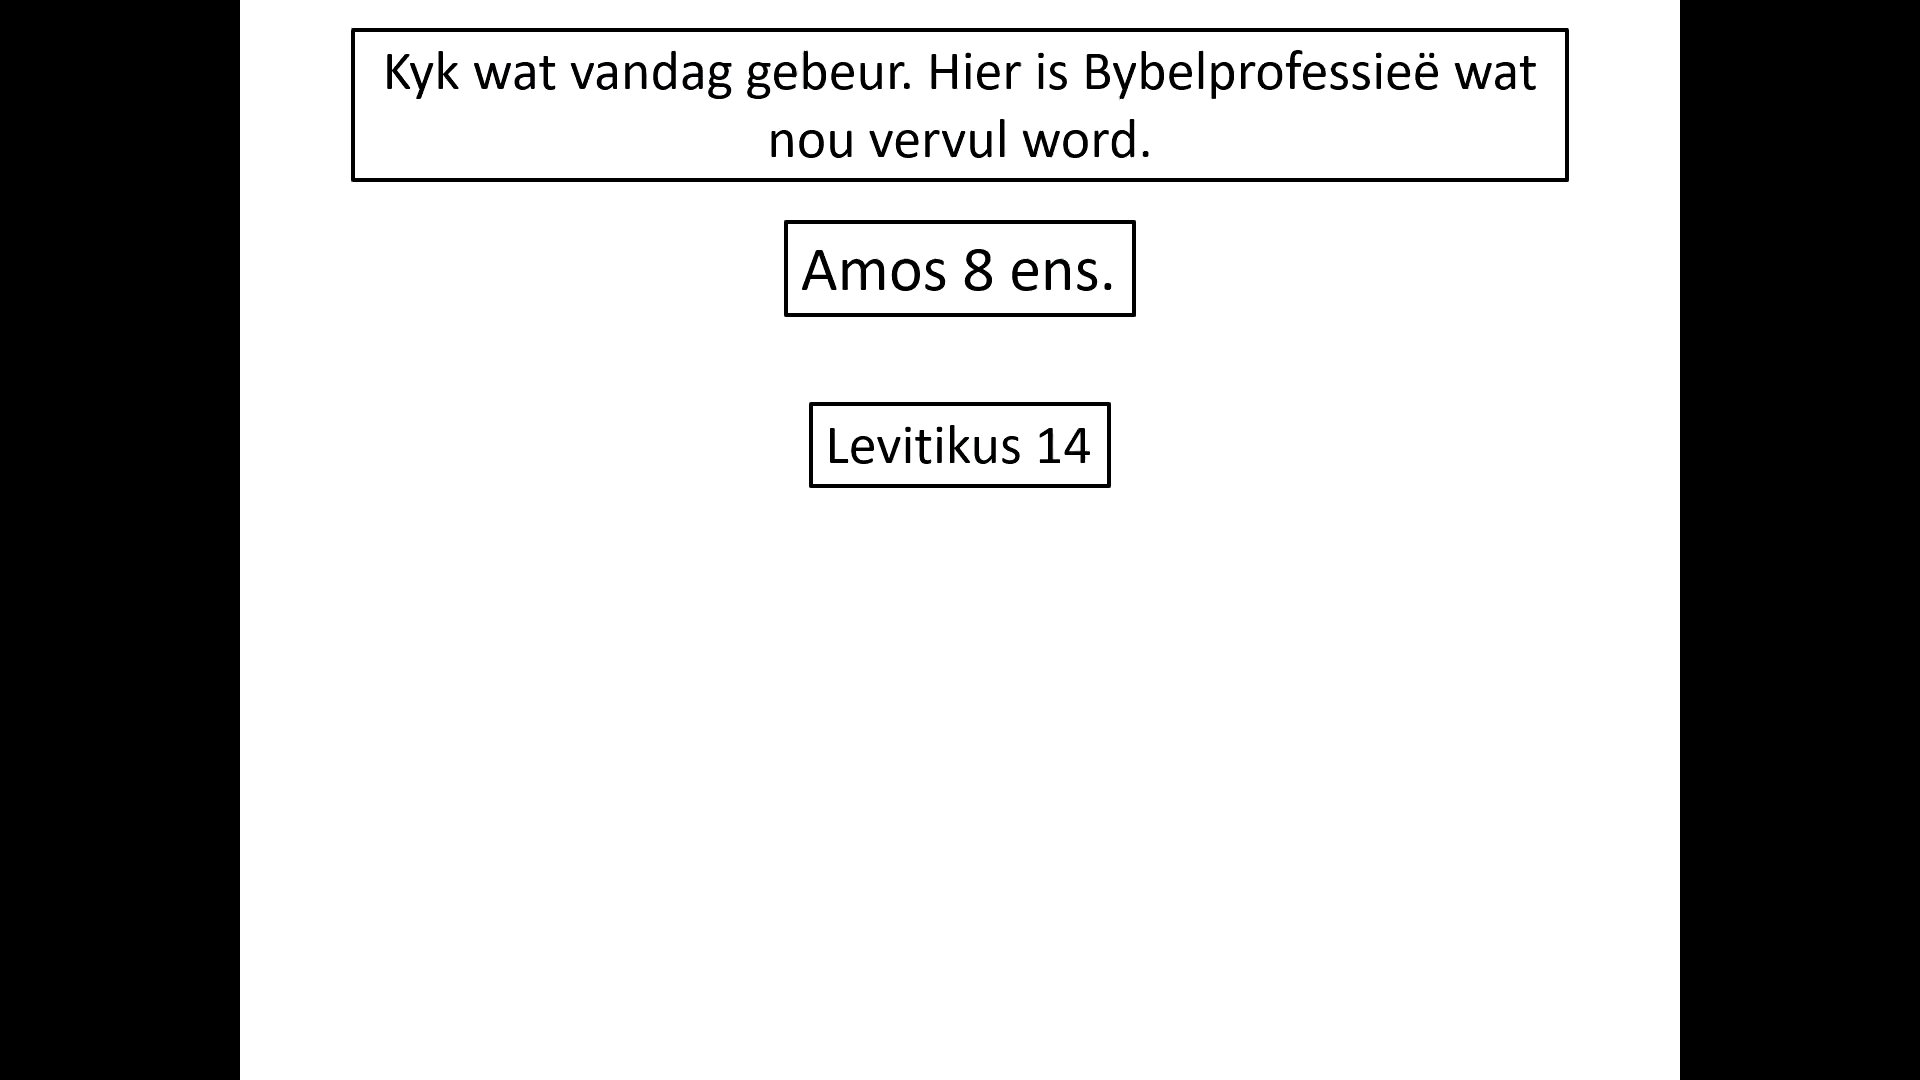 Kyk wat vandag gebeur. Hier is Bybelprofessieë wat
nou vervul word.
Amos 8 ens.
Levitikus 14